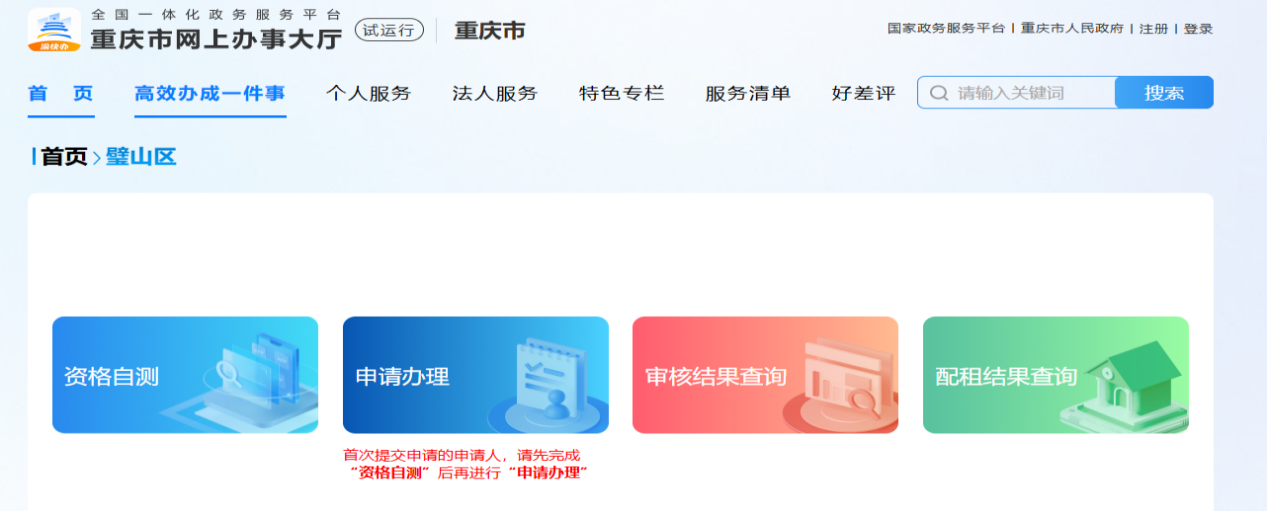 全国一体化政务服务平台
渝快办
重庆市网上办事大厅
试运行
重庆市
国家政务服务平台 | 重庆市人民政府 | 注册 | 登录
首 页 高效办成一件事 个人服务 法人服务 特色专栏 服务清单 好差评 请输入关键词 搜索
首页 > 璧山区
资格自测 申请办理 审核结果查询 配租结果查询
首次提交申请的申请人，请先完成
“资格自测”后再进行“申请办理”